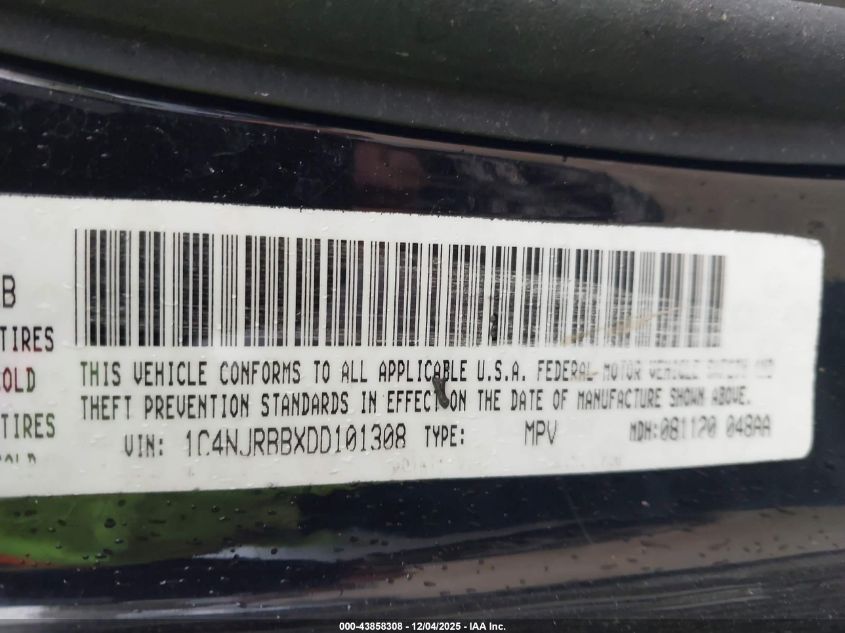 B
TIRES
COLD
TIRES
COLD
THIS VEHICLE CONFORMS TO ALL APPLICABLE U.S.A. FEDERAL MOTOR VEHICLE SAFETY AND
THEFT PREVENTION STANDARDS IN EFFECT ON THE DATE OF MANUFACTURE SHOWN ABOVE.
VIN: 1C4NJRBBXDD101308 TYPE: MPV MDH:081120 048AA
000-43858308 - 12/04/2025 - IAA Inc.